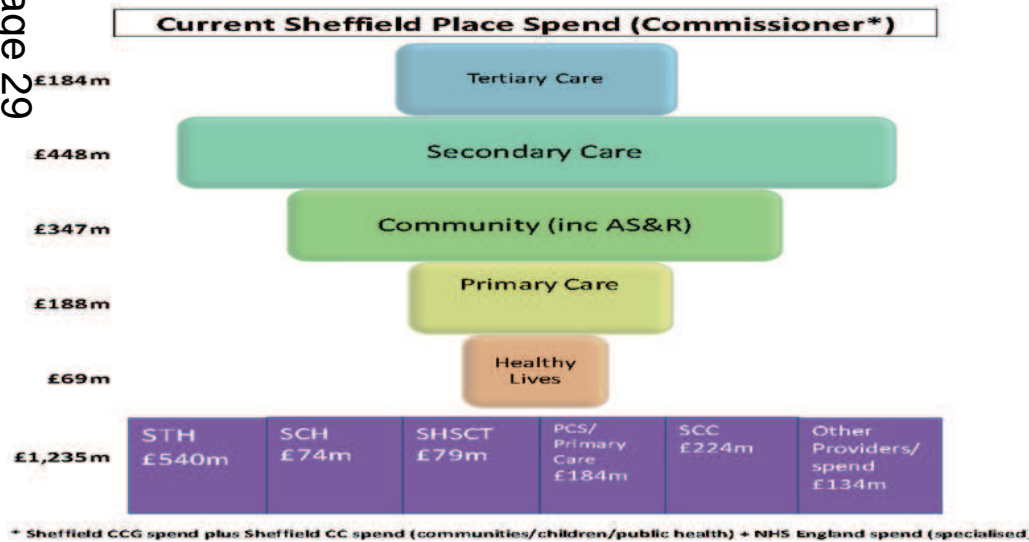 age 29
Current Sheffield Place Spend (Commissioner*)
£184m
Tertiary Care
£448m
Secondary Care
£347m
Community (inc AS&R)
£188m
Primary Care
£69m
Healthy
Lives
£1,235m
STH
£540m
SCH
£74m
SHSCT
£79m
PCS/
Primary
Care
£184m
SCC
£224m
Other
Providers/
spend
£134m
* Sheffield CCG spend plus Sheffield CC spend (communities/children/public health) + NHS England spend (specialised